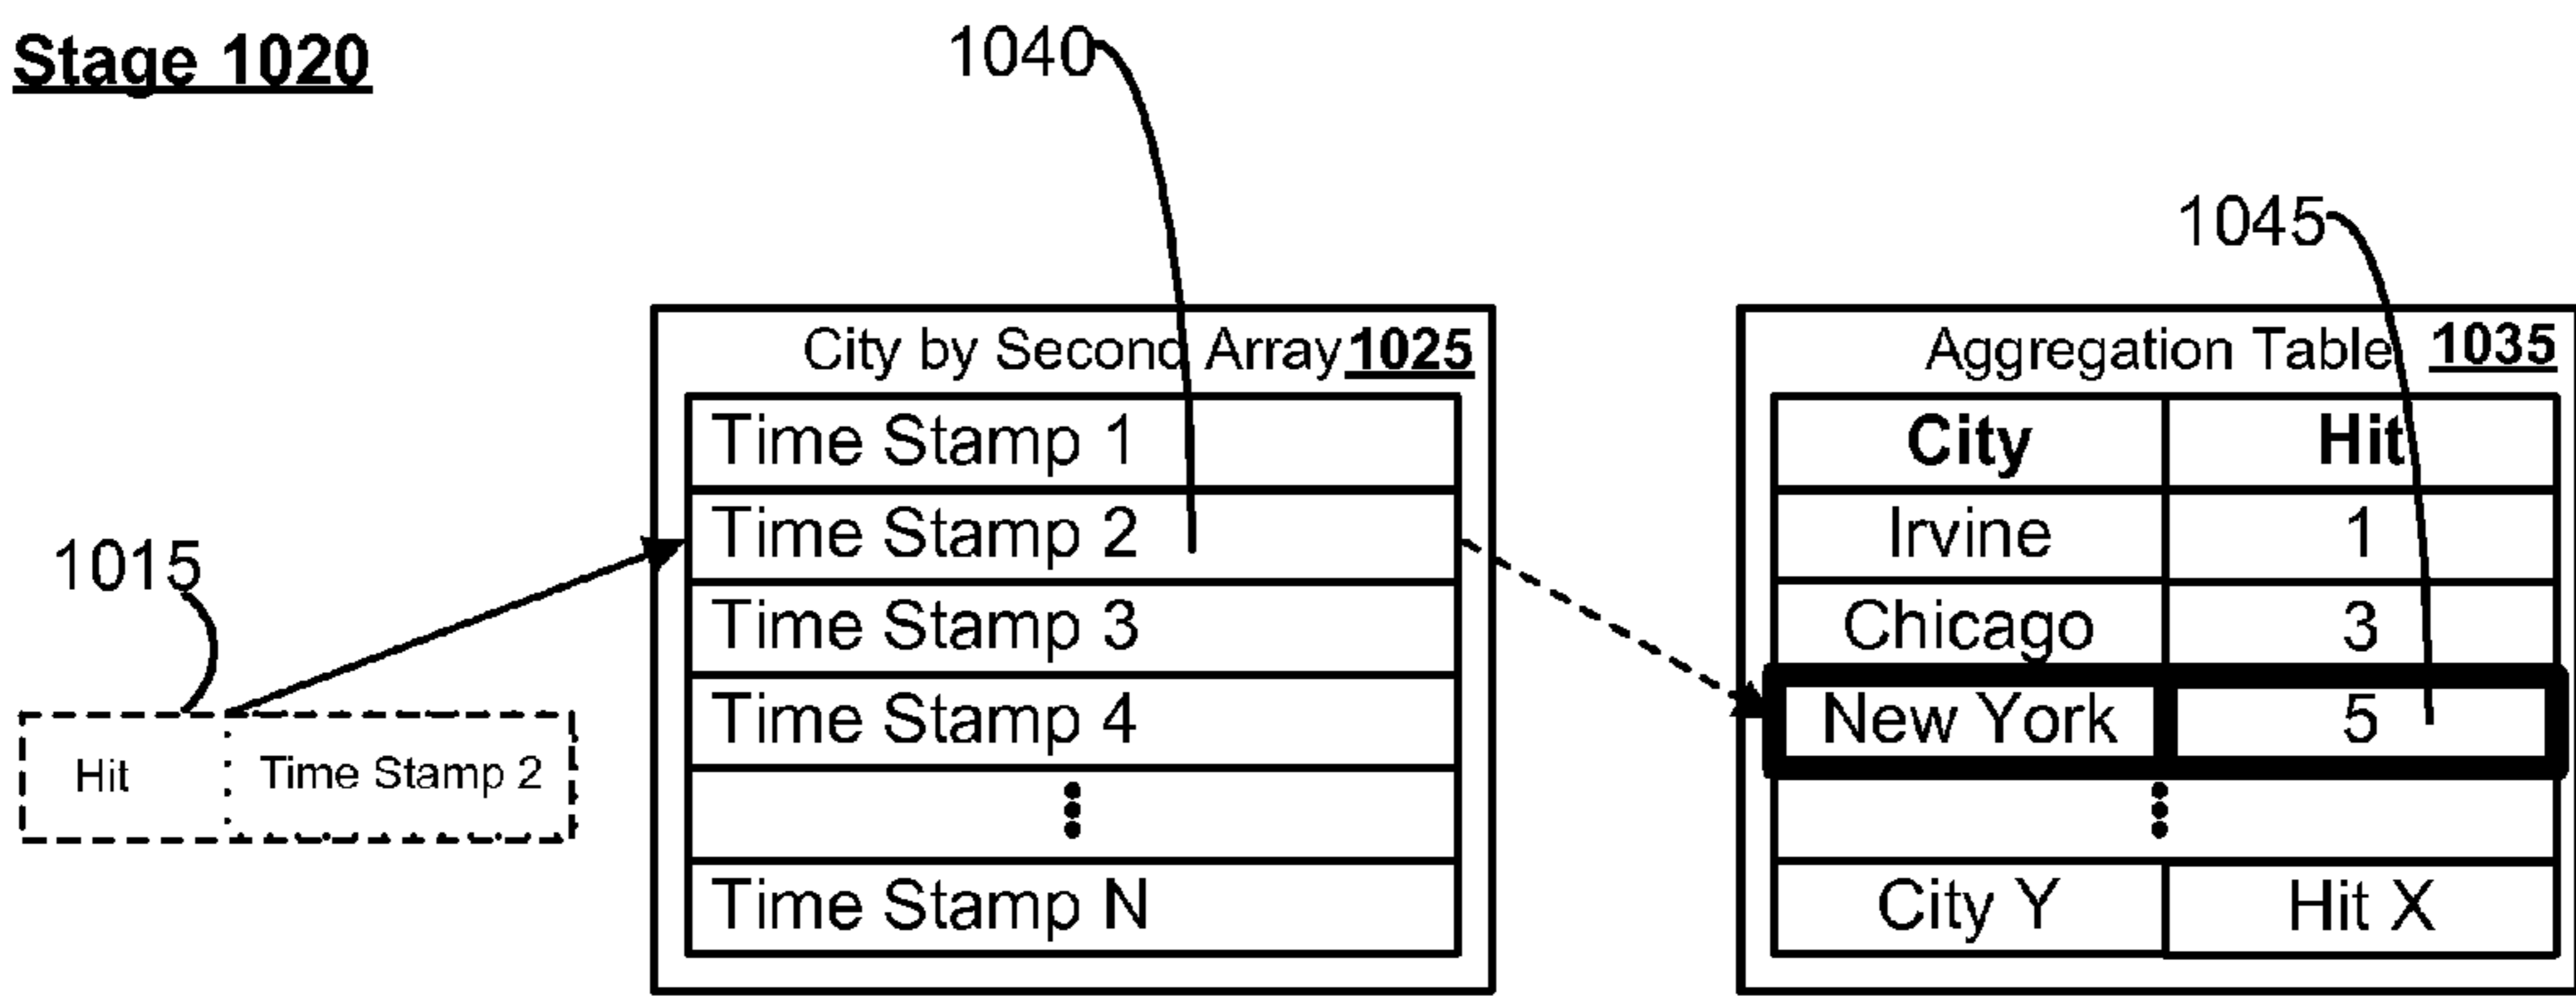 Stage 1020
1040
1045
1015
Hit Time Stamp 2
City by Second Array 1025
Time Stamp 1
Time Stamp 2
Time Stamp 3
Time Stamp 4
Time Stamp N
Aggregation Table 1035
City Hit
Irvine 1
Chicago 3
New York 5
City Y Hit X